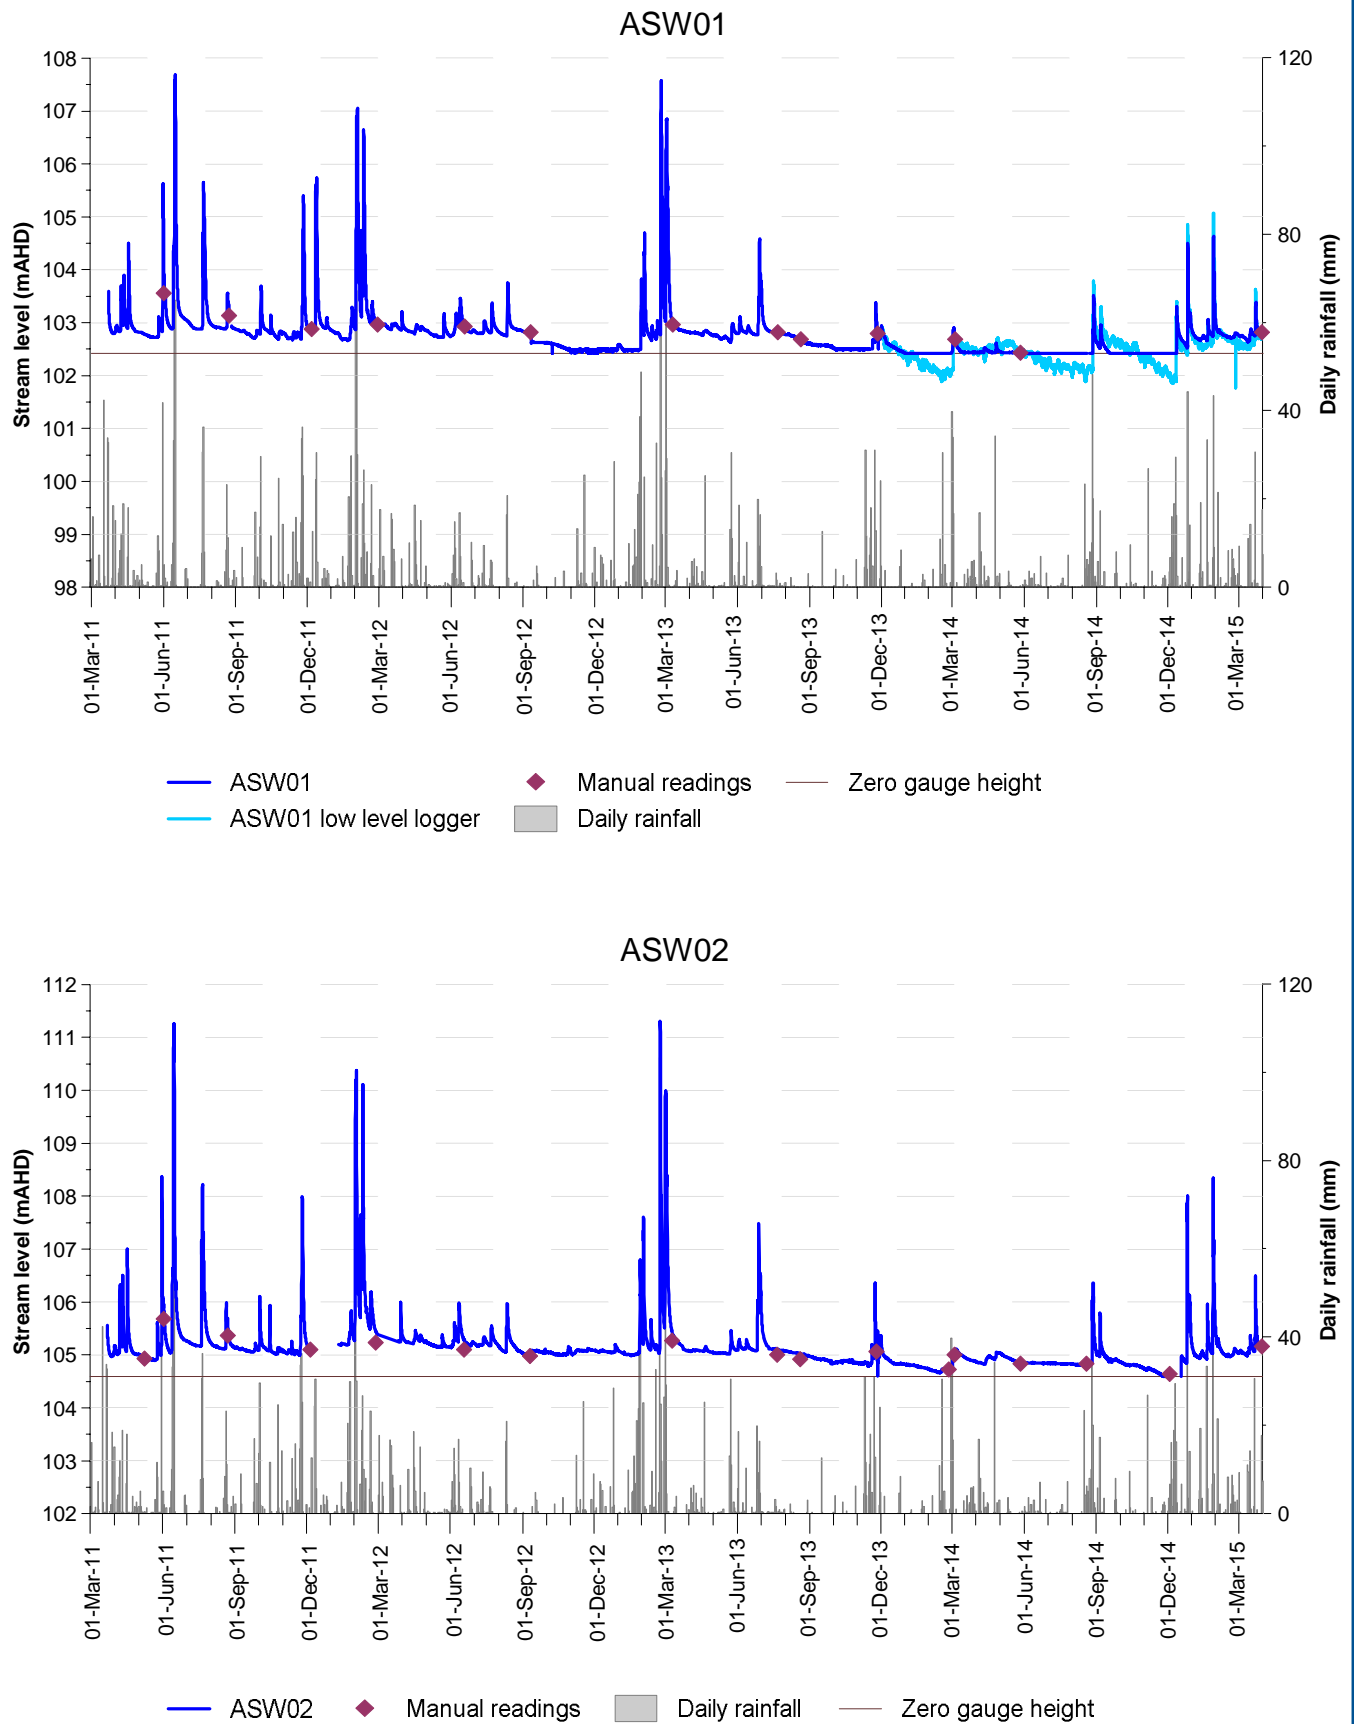 ASW01
108
107
106
105
104
103
102
101
100
99
98
Stream level (mAHD)
120
80
40
0
Daily rainfall (mm)
01-Mar-11
01-Jun-11
01-Sep-11
01-Dec-11
01-Mar-12
01-Jun-12
01-Sep-12
01-Dec-12
01-Mar-13
01-Jun-13
01-Sep-13
01-Dec-13
01-Mar-14
01-Jun-14
01-Sep-14
01-Dec-14
01-Mar-15
ASW01 Manual readings Zero gauge height
ASW01 low level logger Daily rainfall
ASW02
112
111
110
109
108
107
106
105
104
103
102
Stream level (mAHD)
120
80
40
0
Daily rainfall (mm)
01-Mar-11
01-Jun-11
01-Sep-11
01-Dec-11
01-Mar-12
01-Jun-12
01-Sep-12
01-Dec-12
01-Mar-13
01-Jun-13
01-Sep-13
01-Dec-13
01-Mar-14
01-Jun-14
01-Sep-14
01-Dec-14
01-Mar-15
ASW02 Manual readings Daily rainfall Zero gauge height